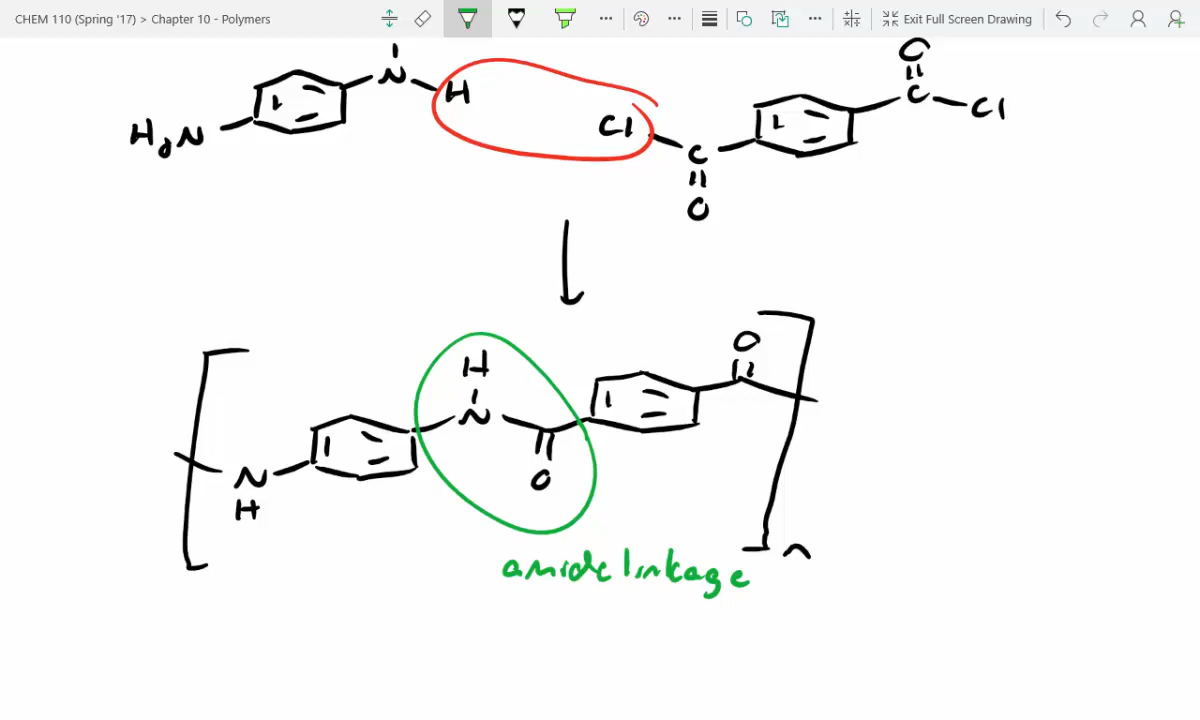 CHEM 110 (Spring '17) > Chapter 10 - Polymers
Exit Full Screen Drawing
O
N
C
Cl
H
Cl
H₂N
C
O
O
H
N
N
O
H
n
amide linkage